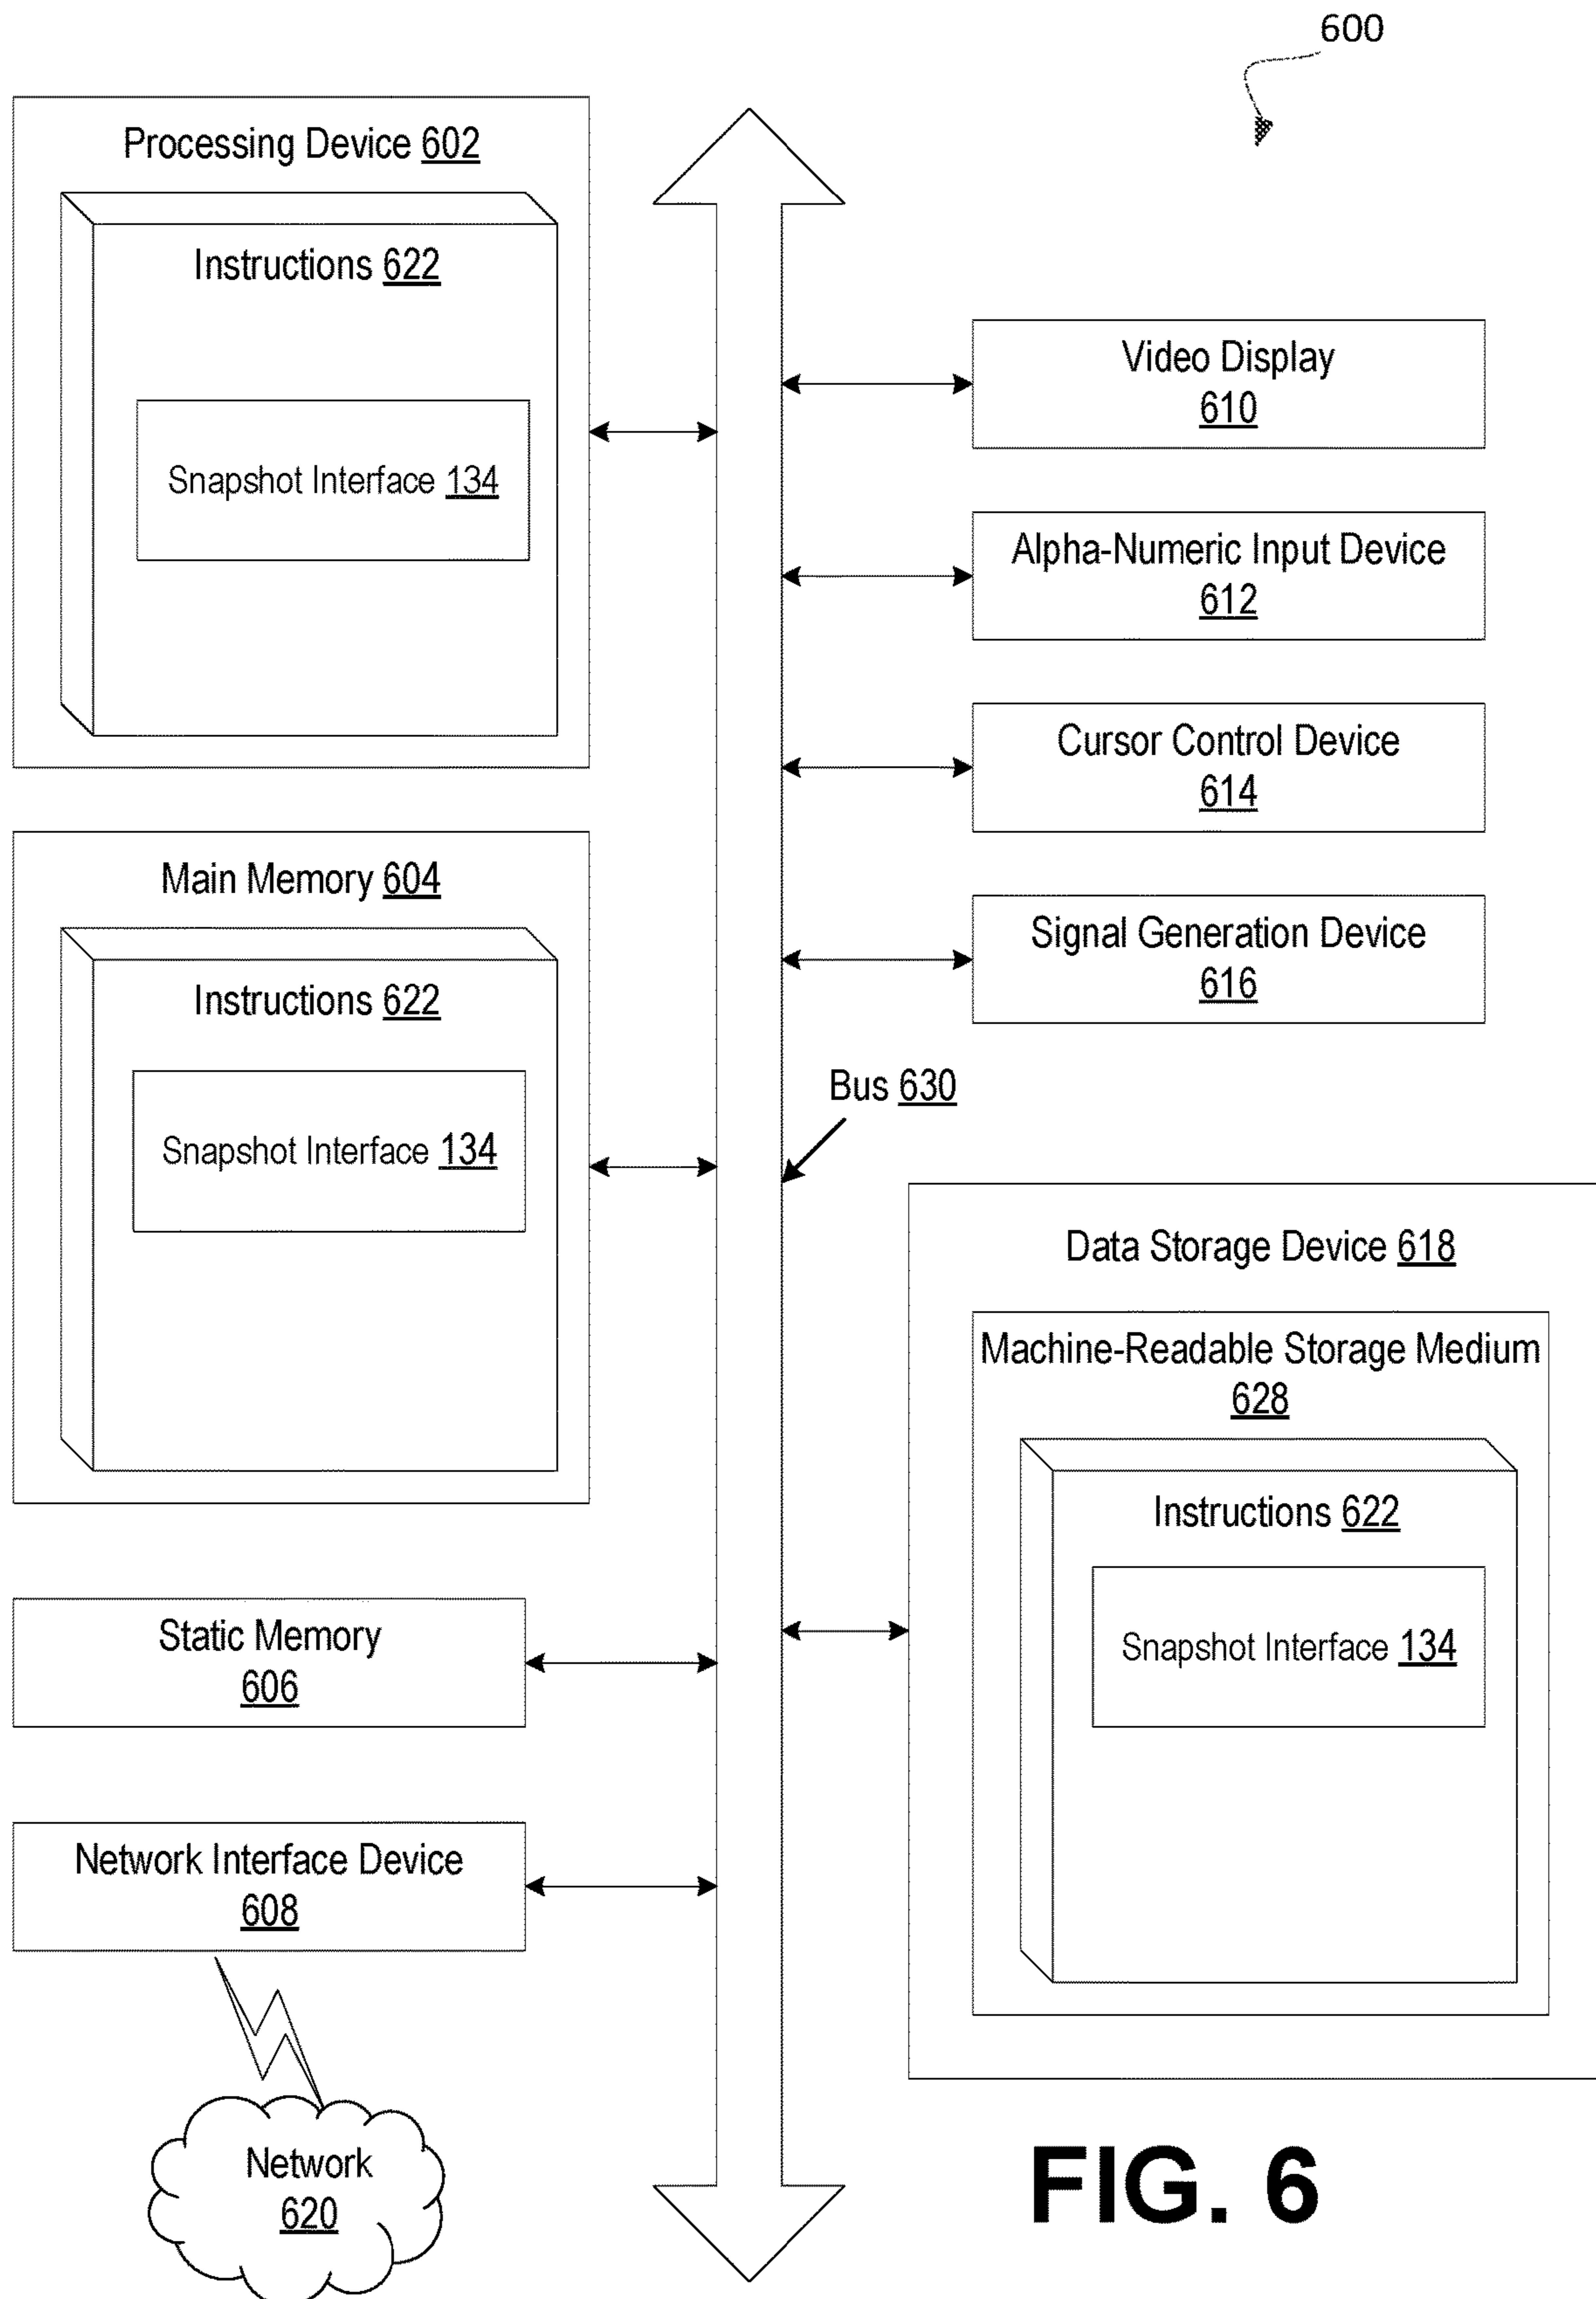 600
Processing Device 602
Instructions 622
Snapshot Interface 134
Main Memory 604
Instructions 622
Snapshot Interface 134
Static Memory
606
Network Interface Device
608
Network
620
Video Display
610
Alpha-Numeric Input Device
612
Cursor Control Device
614
Signal Generation Device
616
Bus 630
Data Storage Device 618
Machine-Readable Storage Medium
628
Instructions 622
Snapshot Interface 134
FIG. 6